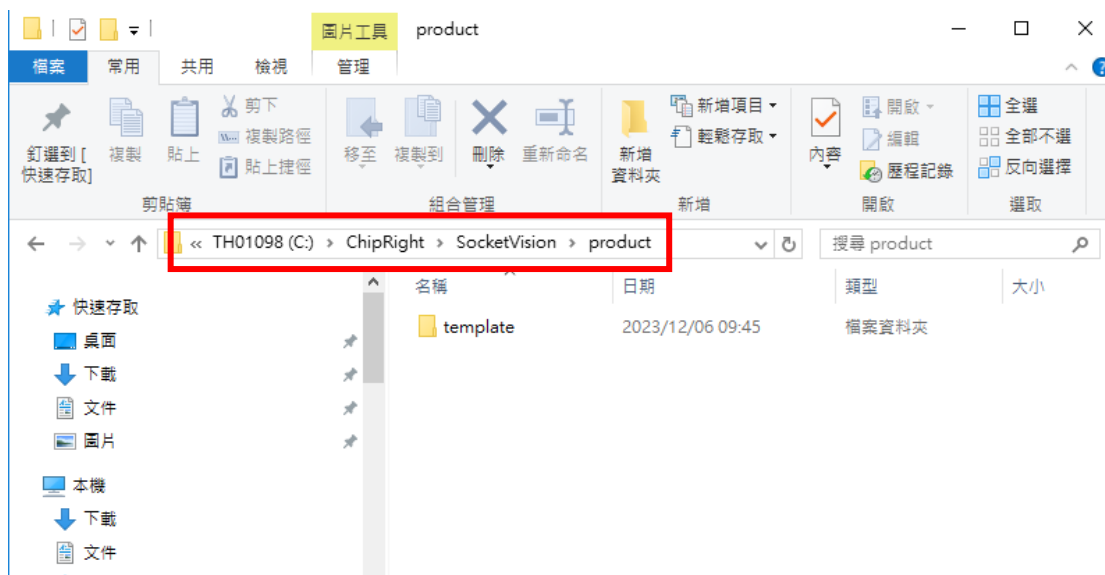 圖片工具 product
檔案 常用 共用 檢視 管理
釘選到 [
快速存取]
複製
貼上
剪下
複製路徑
貼上捷徑
剪貼簿
移至
複製到
刪除
重新命名
組合管理
新增
資料夾
新增項目
輕鬆存取
新增
內容
開啟
編輯
歷程記錄
開啟
全選
全部不選
反向選擇
選取
« TH01098 (C:) › ChipRight › SocketVision › product
搜尋 product
名稱 日期 類型 大小
template 2023/12/06 09:45 檔案資料夾
快速存取
桌面
下載
文件
圖片
本機
下載
文件